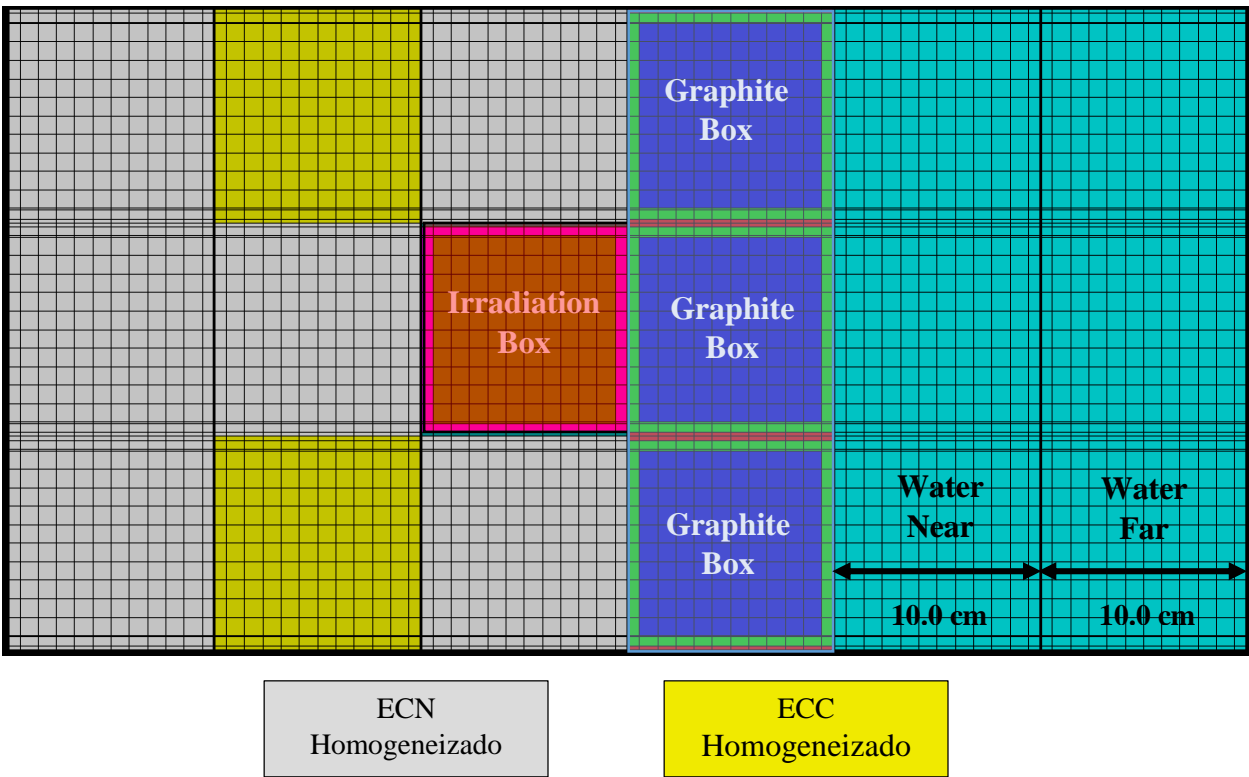 Graphite
Box
Irradiation
Box
Graphite
Box
Graphite
Box
Water
Near
Water
Far
10.0 cm
10.0 cm
ECN
Homogeneizado
ECC
Homogeneizado